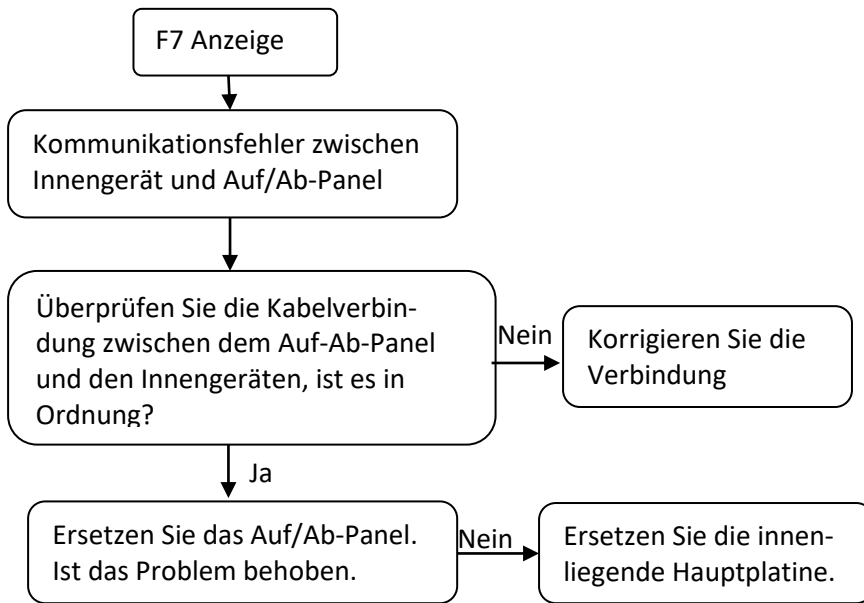 F7 Anzeige
Kommunikationsfehler zwischen
Innengerät und Auf/Ab-Panel
Überprüfen Sie die Kabelverbin-
dung zwischen dem Auf-Ab-Panel
und den Innengeräten, ist es in
Ordnung?
Nein
Korrigieren Sie die
Verbindung
Ja
Ersetzen Sie das Auf/Ab-Panel.
Ist das Problem behoben.
Nein
Ersetzen Sie die innen-
liegende Hauptplatine.